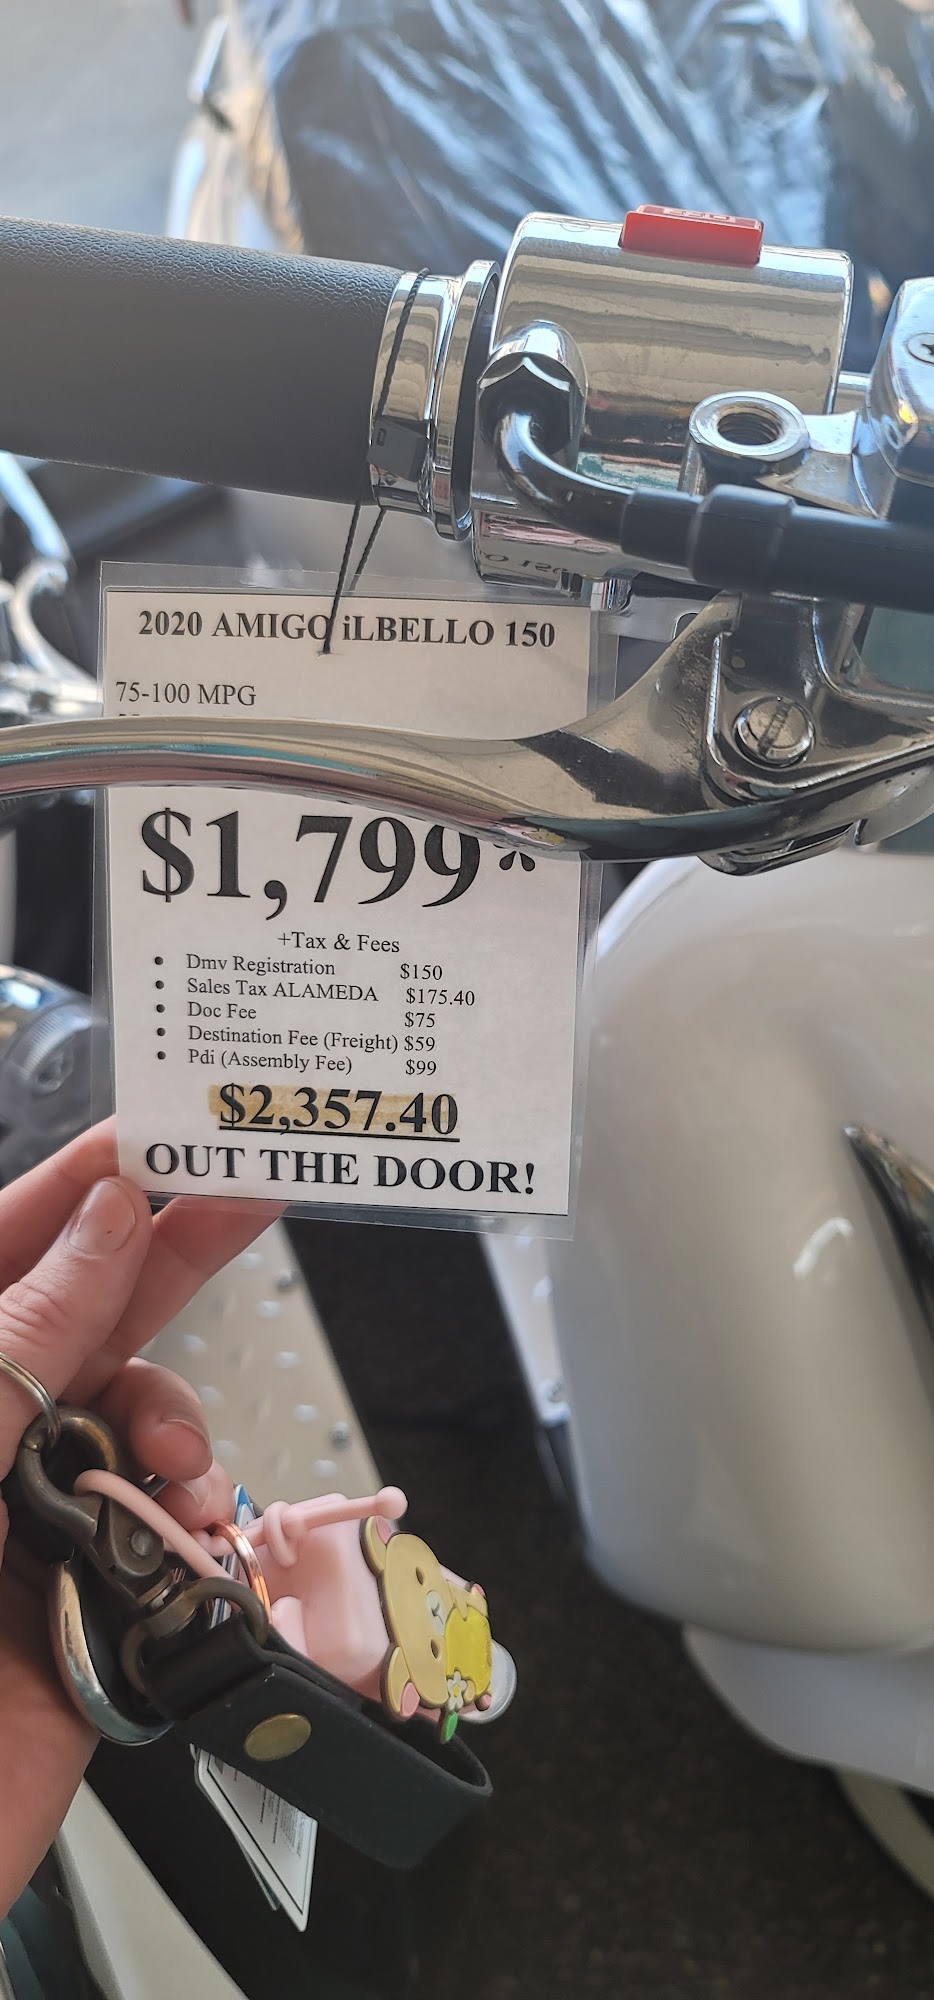 2020 AMIGO iLBELLO 150
75-100 MPG
$1,799*
+Tax & Fees
• Dmv Registration $150
• Sales Tax ALAMEDA $175.40
• Doc Fee $75
• Destination Fee (Freight) $59
• Pdi (Assembly Fee) $99
$2,357.40
OUT THE DOOR!